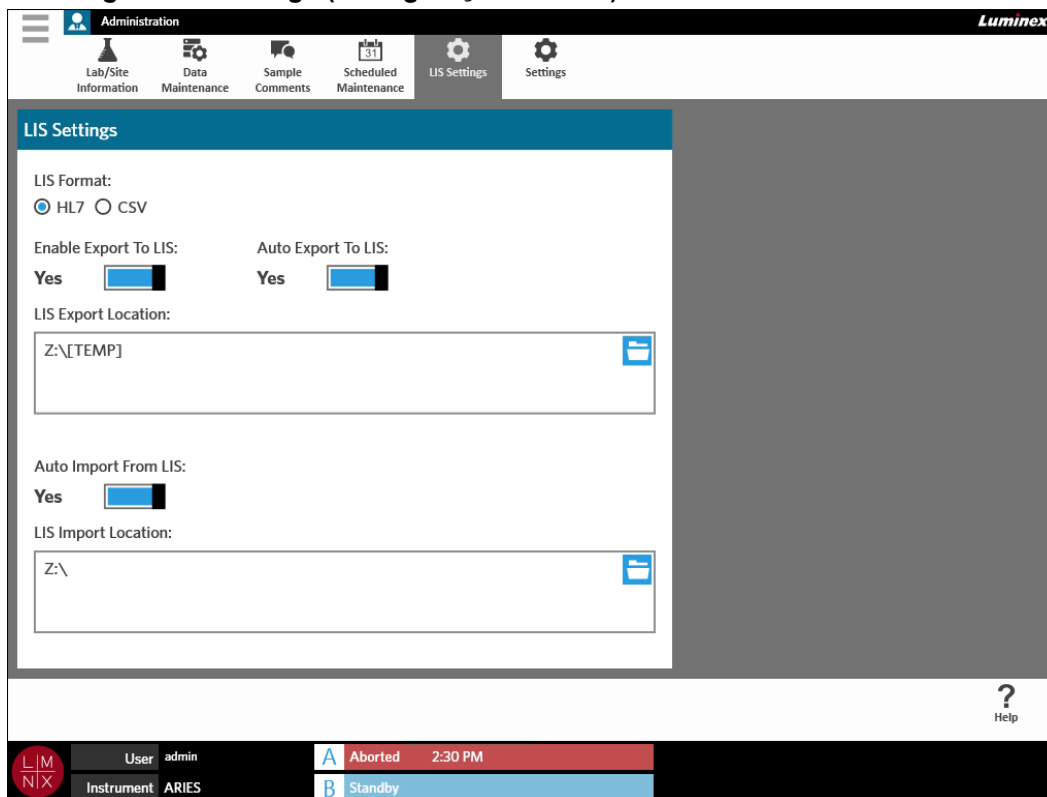 Administration
Luminex
Lab/Site Information
Data Maintenance
Sample Comments
31
Scheduled Maintenance
LIS Settings
Settings
LIS Settings
LIS Format:
HL7 CSV
Enable Export To LIS: Auto Export To LIS:
Yes Yes
LIS Export Location:
Z:\[TEMP]
Auto Import From LIS:
Yes
LIS Import Location:
Z:\
?
Help
L M
N X
User admin
A Aborted 2:30 PM
Instrument ARIES
B Standby